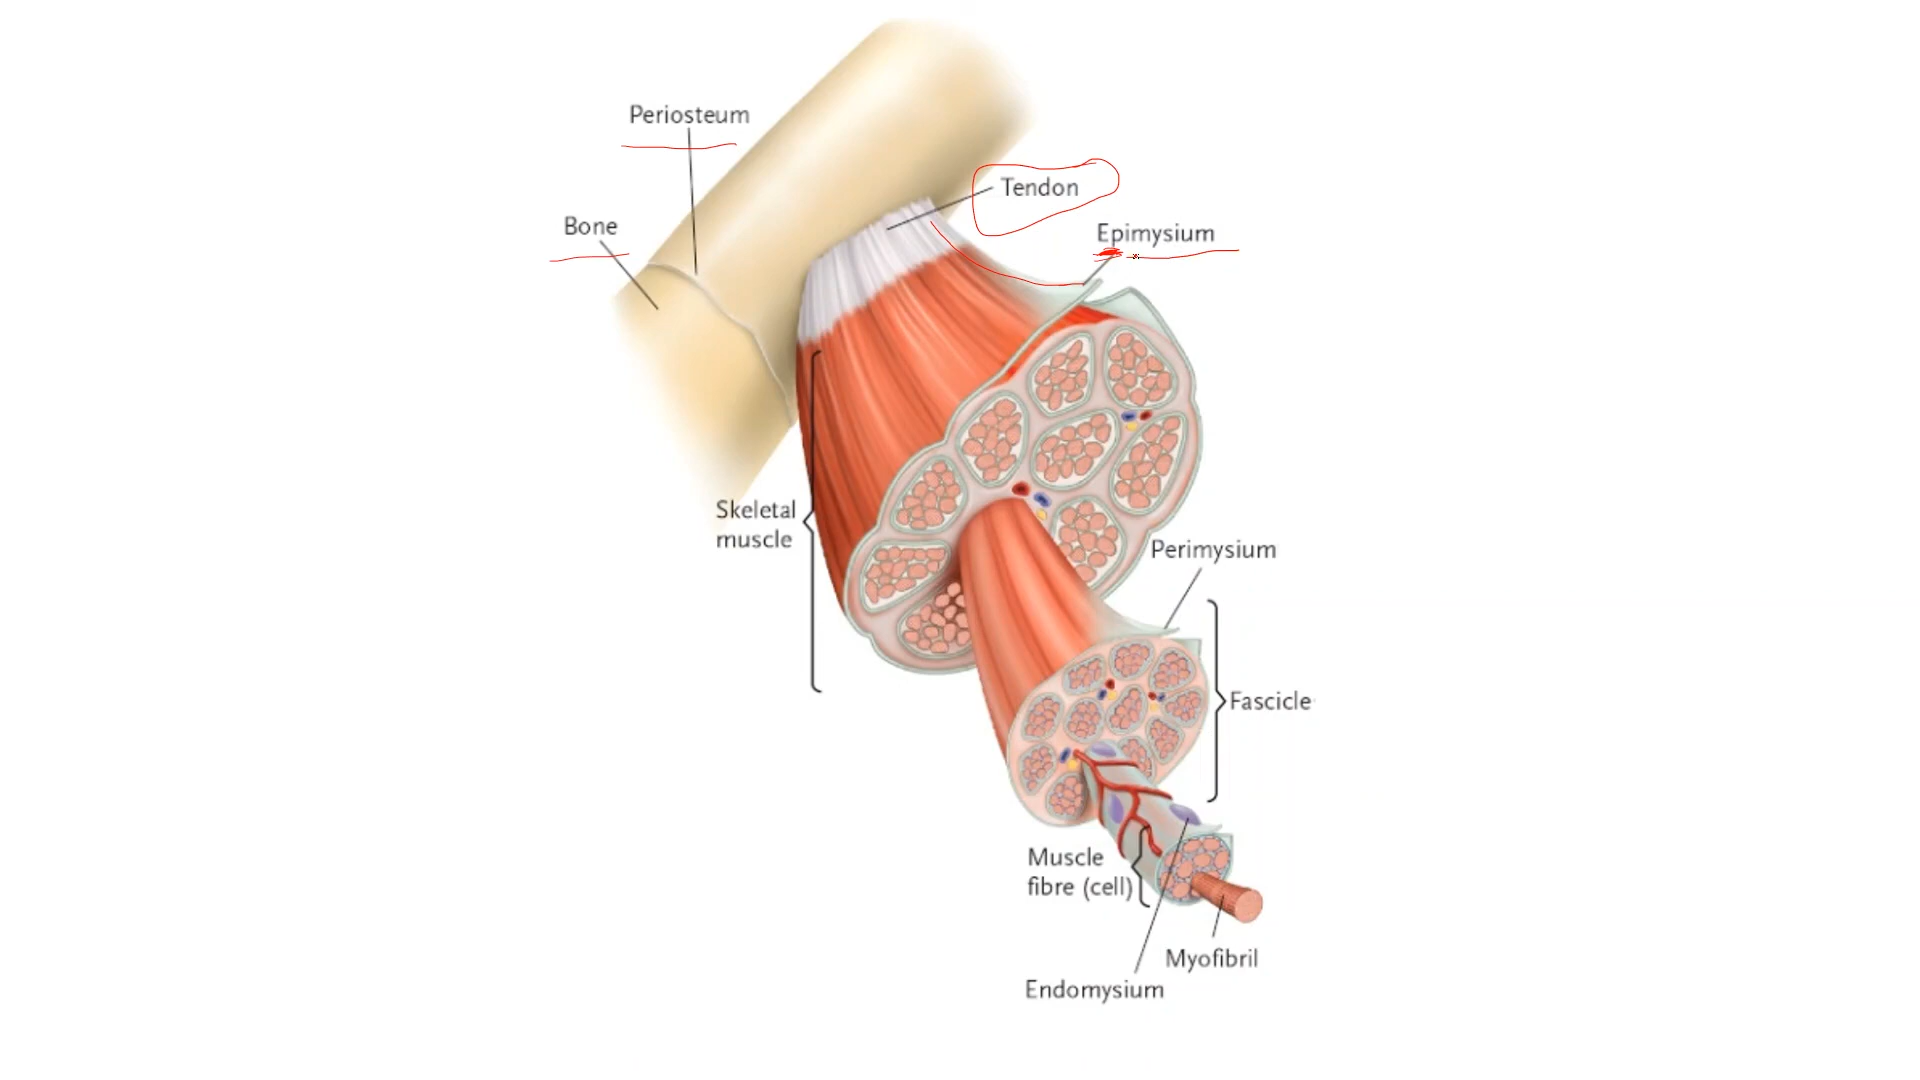 Periosteum
Tendon
Bone
Epimysium
Skeletal
muscle
Perimysium
Fascicle
Muscle
fibre (cell)
Myofibril
Endomysium